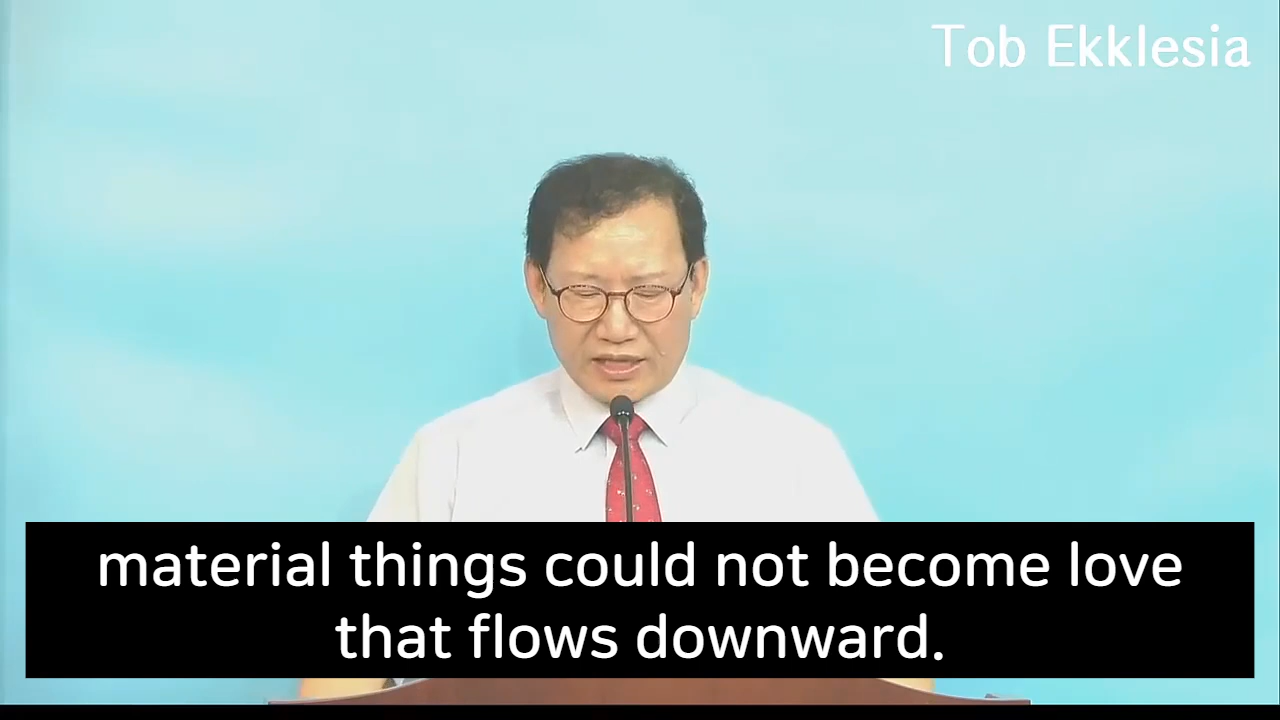 Tob Ekklesia
material things could not become love
that flows downward.